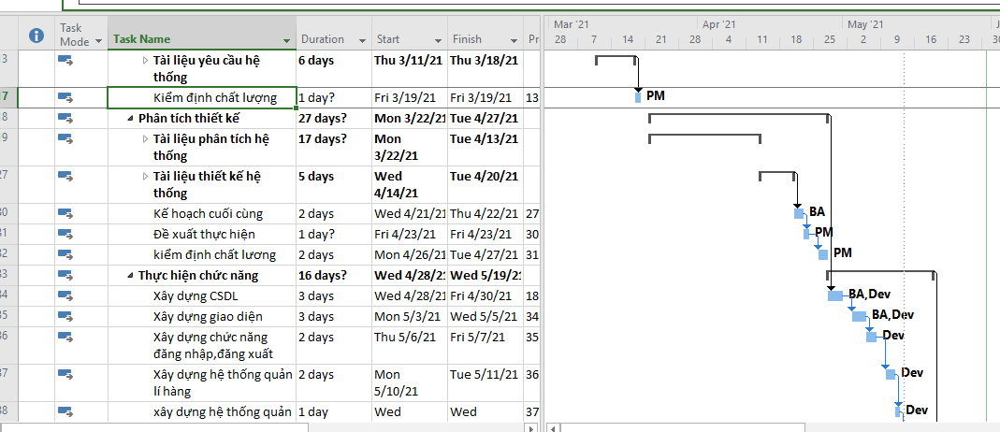 Task
Mode
Task Name
Duration
Start
Finish
Pr
Mar '21
Apr '21
May '21
28 7 14 21 28 4 11 18 25 2 9 16 23 30
13 Tài liệu yêu cầu hệ 6 days Thu 3/11/21 Thu 3/18/21
thống
17 Kiểm định chất lượng 1 day? Fri 3/19/21 Fri 3/19/21 13 PM
18 Phân tích thiết kế 27 days? Mon 3/22/21 Tue 4/27/21
19 Tài liệu phân tích hệ 17 days? Mon Tue 4/13/21
thống 3/22/21
27 Tài liệu thiết kế hệ 5 days Wed Tue 4/20/21
thống 4/14/21
30 Kế hoạch cuối cùng 2 days Wed 4/21/21 Thu 4/22/21 27 BA
31 Đề xuất thực hiện 1 day? Fri 4/23/21 Fri 4/23/21 30 PM
32 kiểm định chất lượng 2 days Mon 4/26/21 Tue 4/27/21 31 PM
33 Thực hiện chức năng 16 days? Wed 4/28/21 Wed 5/19/21
34 Xây dựng CSDL 3 days Wed 4/28/21 Fri 4/30/21 18 BA,Dev
35 Xây dựng giao diện 3 days Mon 5/3/21 Wed 5/5/21 34 BA,Dev
36 Xây dựng chức năng 2 days Thu 5/6/21 Fri 5/7/21 35 Dev
đăng nhập,đăng xuất
37 Xây dựng hệ thống quản 2 days Mon Tue 5/11/21 36 Dev
lí hàng 5/10/21
38 xây dựng hệ thống quản 1 day Wed Wed 37 Dev